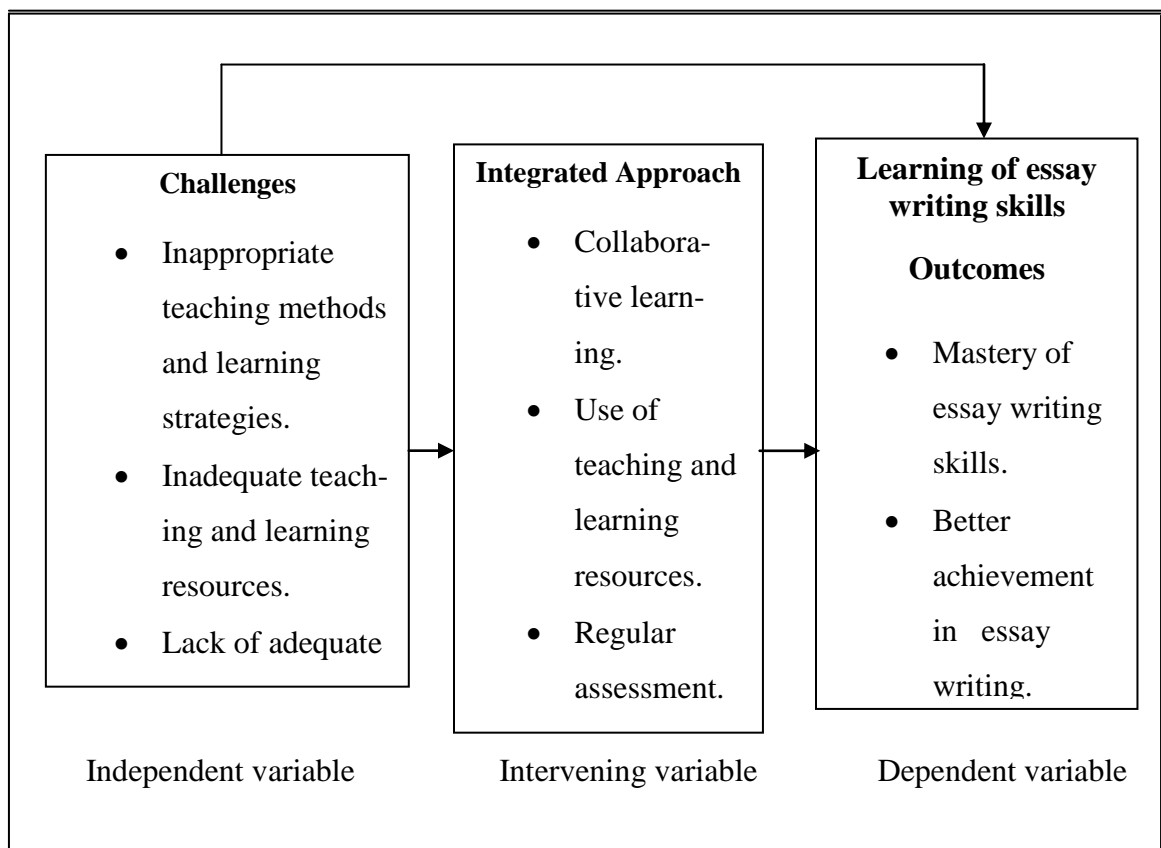 Challenges
• Inappropriate
teaching methods
and learning
strategies.
• Inadequate teach-
ing and learning
resources.
• Lack of adequate
Integrated Approach
• Collabora-
tive learn-
ing.
• Use of
teaching and
learning
resources.
• Regular
assessment.
Learning of essay
writing skills
Outcomes
• Mastery of
essay writing
skills.
• Better
achievement
in essay
writing.
Independent variable
Intervening variable
Dependent variable